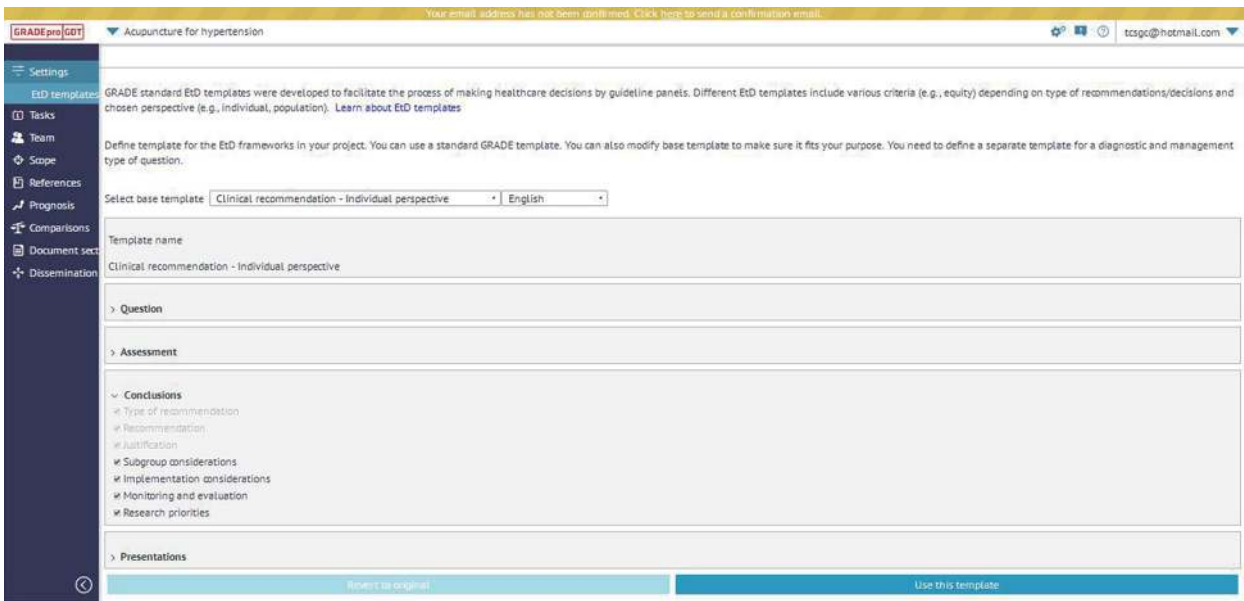 Your email address has not been confirmed. Click here to send a confirmation email.
GRADEpro GDT
Acupuncture for hypertension
tcsgc@hotmail.com
Settings
EtD templates
Tasks
Team
Scope
References
Prognosis
Comparisons
Document sect
Dissemination
GRADE standard EtD templates were developed to facilitate the process of making healthcare decisions by guideline panels. Different EtD templates include various criteria (e.g., equity) depending on type of recommendations/decisions and
chosen perspective (e.g., individual, population). Learn about EtD templates
Define template for the EtD frameworks in your project. You can use a standard GRADE template. You can also modify base template to make sure it fits your purpose. You need to define a separate template for a diagnostic and management
type of question.
Select base template Clinical recommendation - Individual perspective English
Template name
Clinical recommendation - Individual perspective
Question
Assessment
Conclusions
Type of recommendation
Recommendation
Justification
Subgroup considerations
Implementation considerations
Monitoring and evaluation
Research priorities
Presentations
Revert to original
Use this template